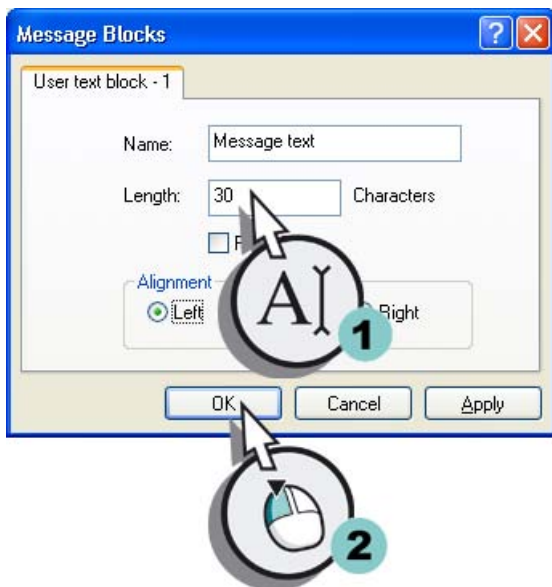 Message Blocks
User text block - 1
Name: Message text
Length: 30 Characters
Alignment
Left Right
A 1
OK Cancel Apply
2